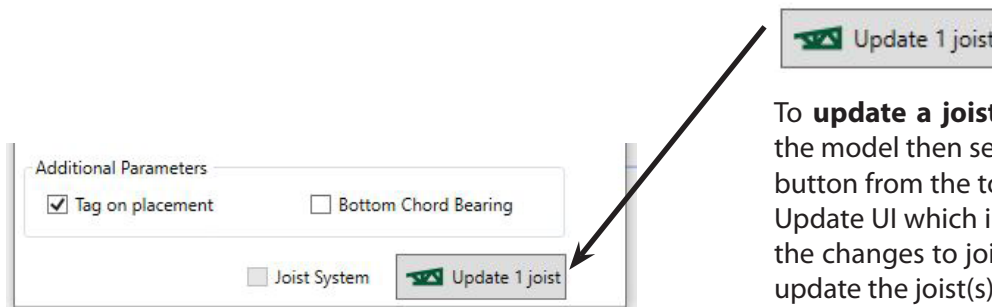 Update 1 joist
To update a joist
the model then se
button from the to
Update UI which i
the changes to joi
update the joist(s)
Additional Parameters
Tag on placement Bottom Chord Bearing
Joist System Update 1 joist